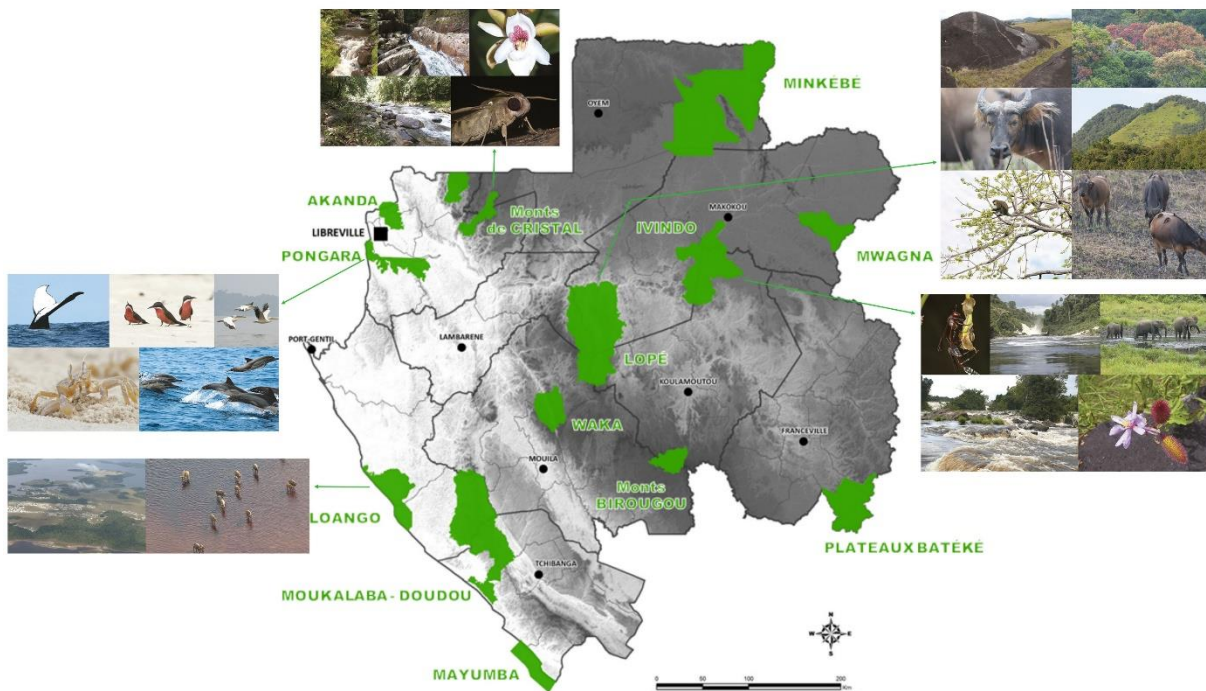 MINKÉBÉ
OYEM
AKANDA
Monts
de CRISTAL
LIBREVILLE
IVINDO
MAKOKOU
PONGARA
MWAGNA
PORT-GENTIL
LAMBARENE
LOPÉ
KOULAMOUTOU
WAKA
FRANCEVILLE
MOUILA
Monts
BIROUGOU
LOANGO
PLATEAUX BATÉKÉ
TCHIBANGA
MOUKALABA - DOUDOU
MAYUMBA
N
W E
S
0 50 100 200
Km